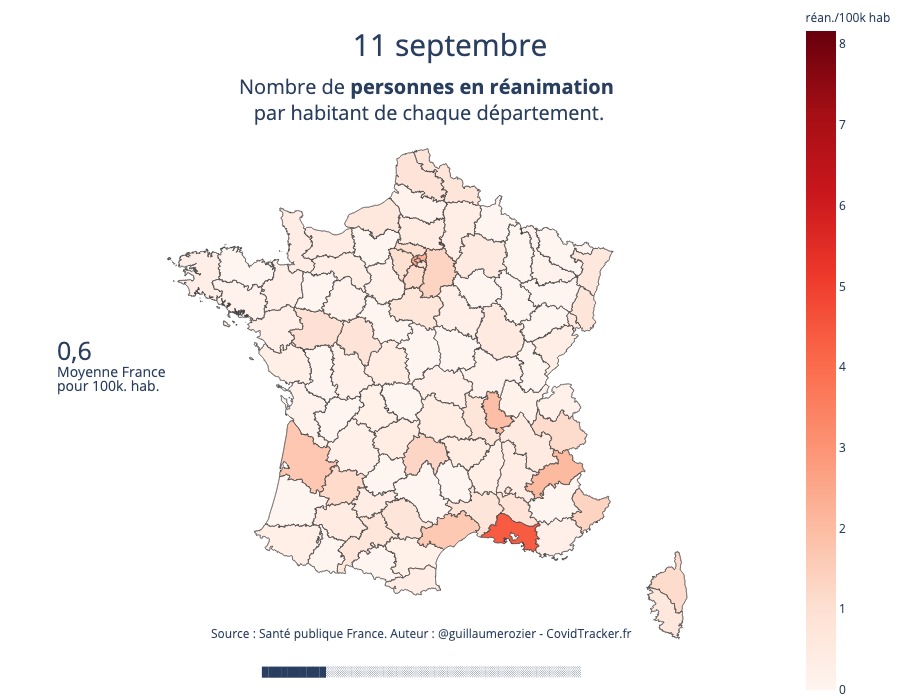 réan./100k hab
11 septembre
Nombre de personnes en réanimation
par habitant de chaque département.
8
7
6
5
4
3
2
1
0
0,6
Moyenne France
pour 100k. hab.
Source : Santé publique France. Auteur : @guillaumerozier - CovidTracker.fr